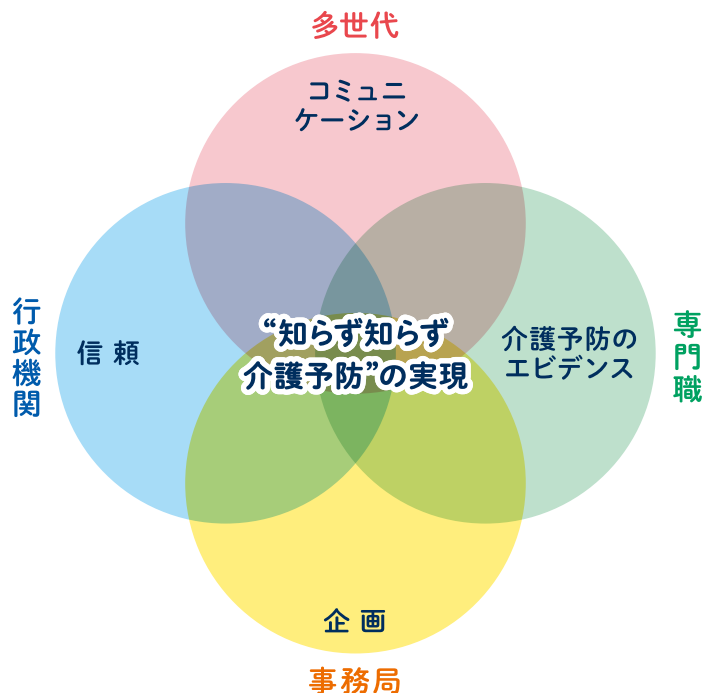 多世代
コミュニ
ケーション
行政機関
信頼
“知らず知らず
介護予防”の実現
介護予防の
エビデンス
専門職
企画
事務局